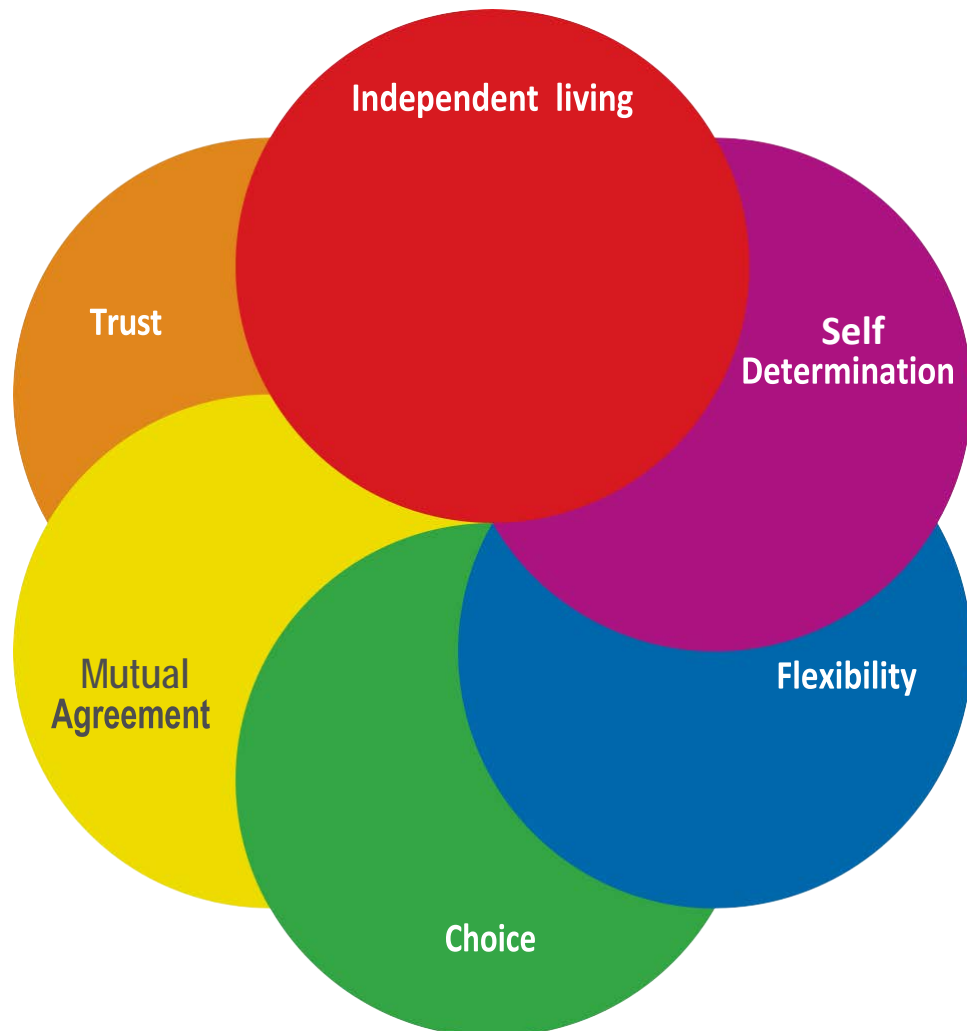 Independent living
Trust
Self
Determination
Mutual
Agreement
Flexibility
Choice